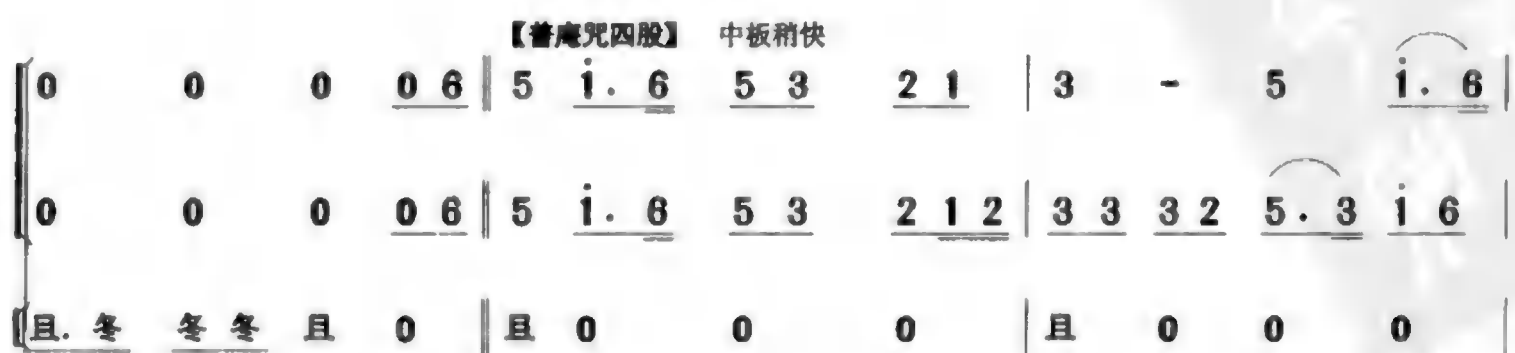 【普庵咒四股】 中板稍快
0 0 0 0 6 ‖ 5 i. 6 5 3 2 1 | 3 - 5 i. 6 |
0 0 0 0 6 ‖ 5 i. 6 5 3 2 1 2 | 3 3 3 2 5. 3 i 6 |
且. 冬 冬 冬 且 0 ‖ 且 0 0 0 | 且 0 0 0 |